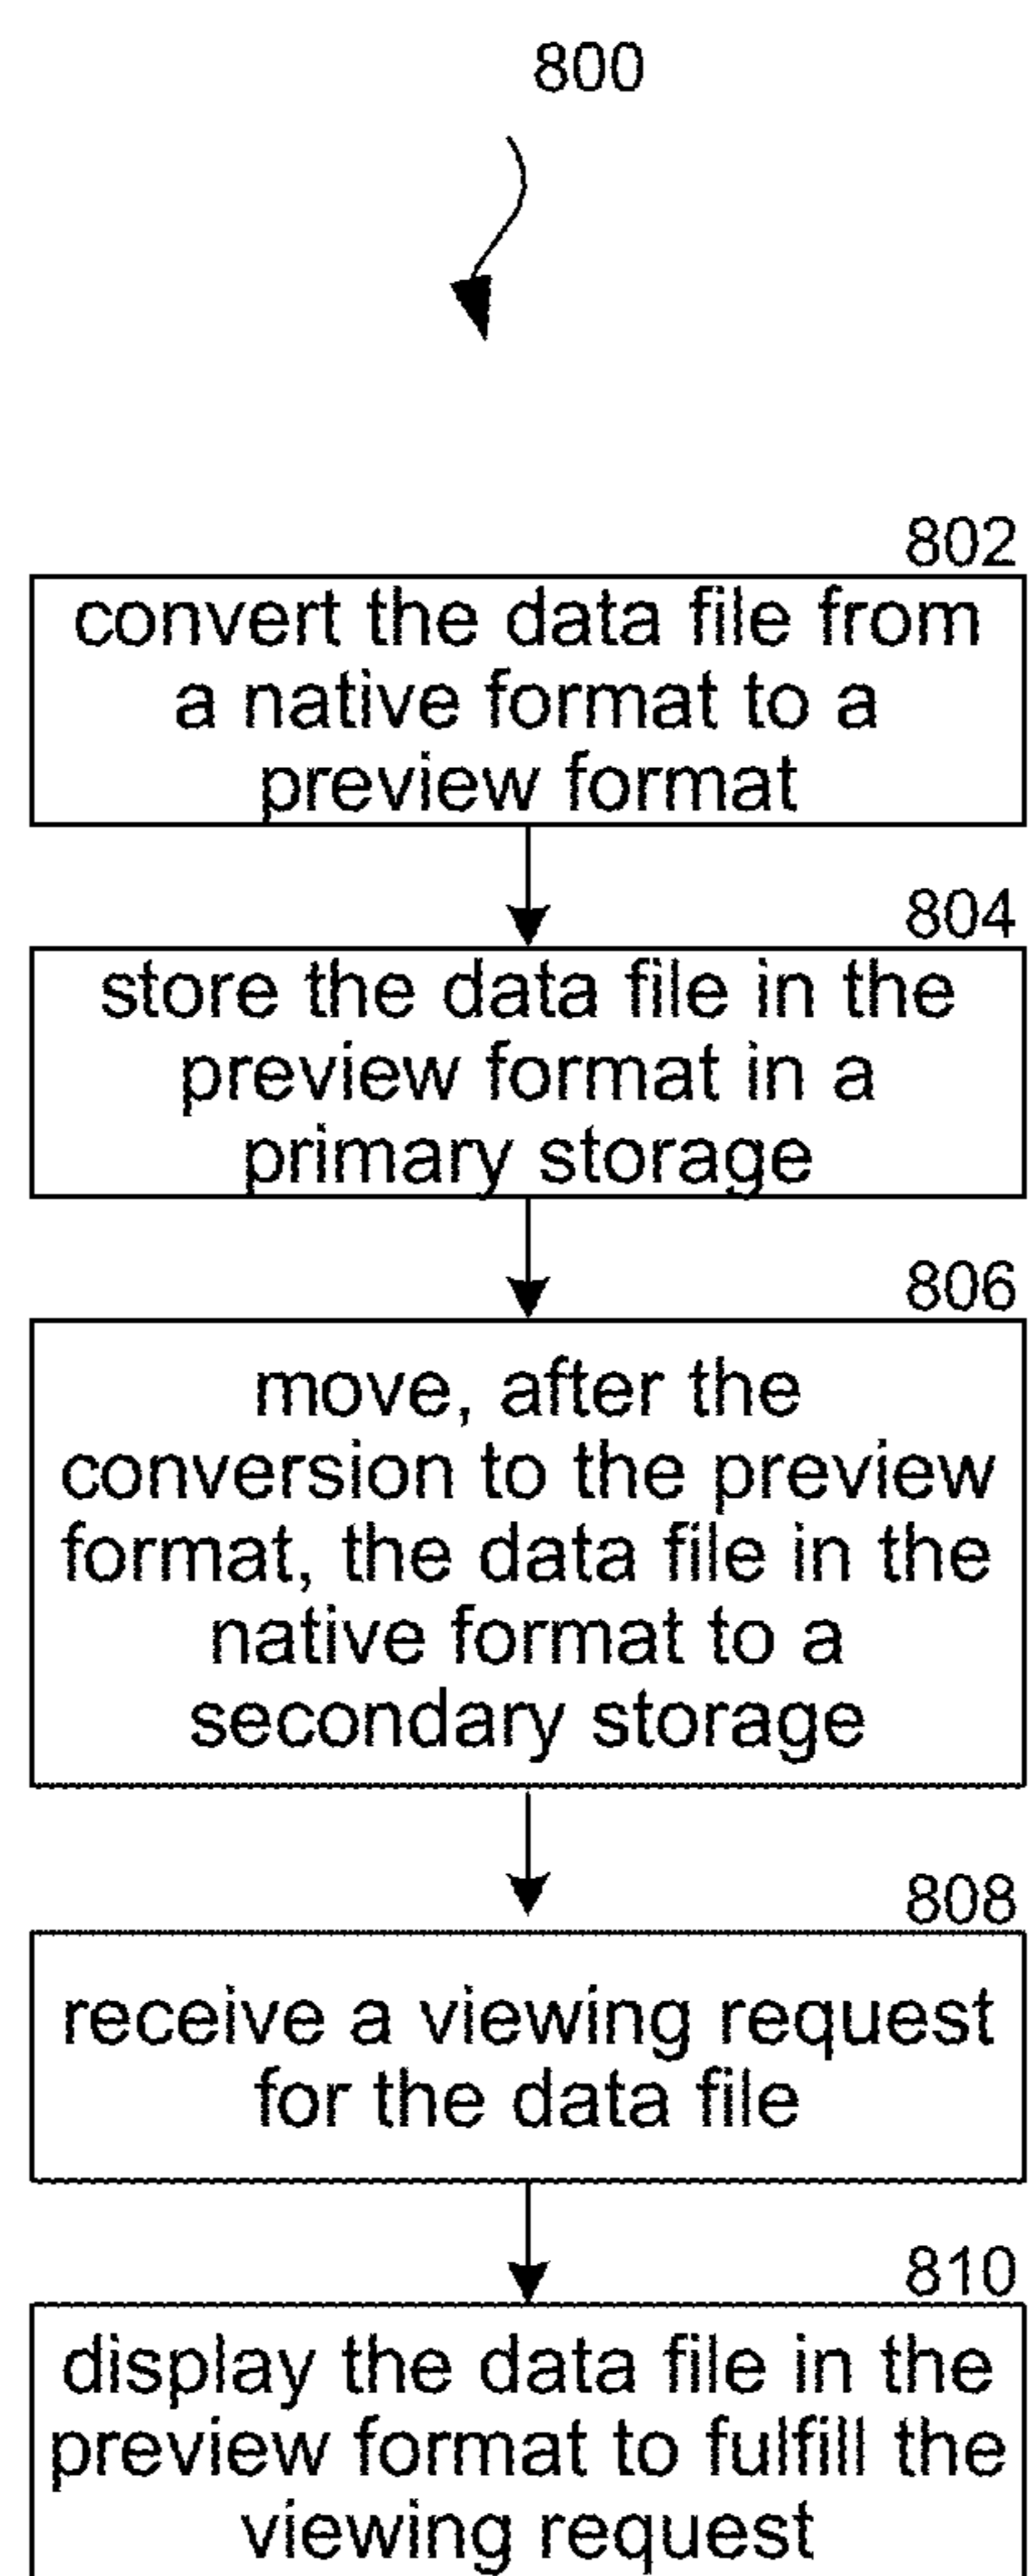 800
802
convert the data file from
a native format to a
preview format
804
store the data file in the
preview format in a
primary storage
806
move, after the
conversion to the preview
format, the data file in the
native format to a
secondary storage
808
receive a viewing request
for the data file
810
display the data file in the
preview format to fulfill the
viewing request